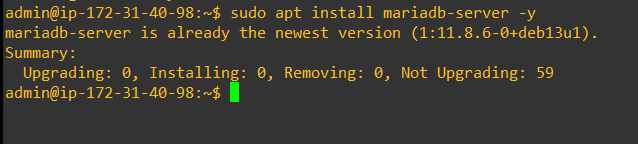 admin@ip-172-31-40-98:~$ sudo apt install mariadb-server -y
mariadb-server is already the newest version (1:11.8.6-0+deb13u1).
Summary:
  Upgrading: 0, Installing: 0, Removing: 0, Not Upgrading: 59
admin@ip-172-31-40-98:~$